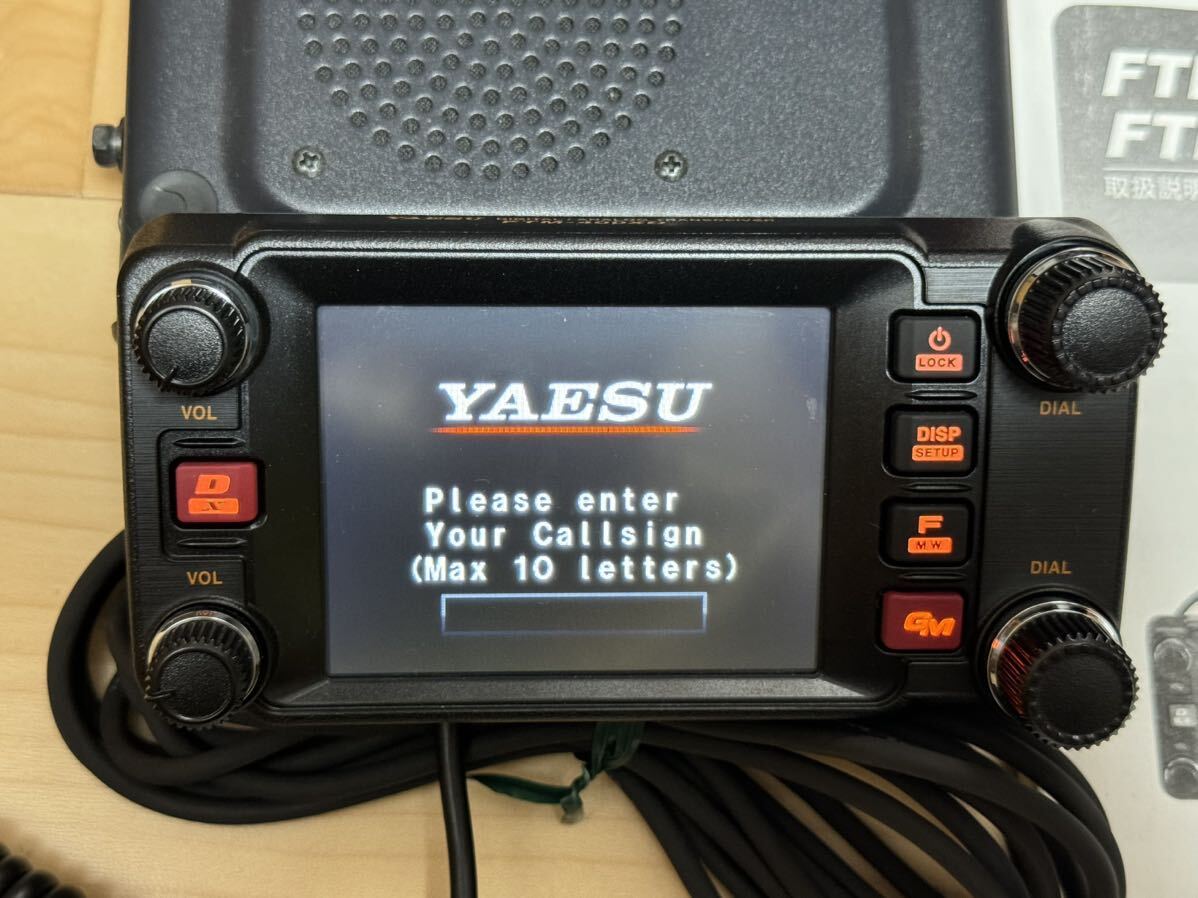 FT
FT
取扱説明
VOL
D
X
VOL
YAESU
Please enter
Your Callsign
(Max 10 letters)
LOCK
DISP
SETUP
F
MW
GM
DIAL
DIAL